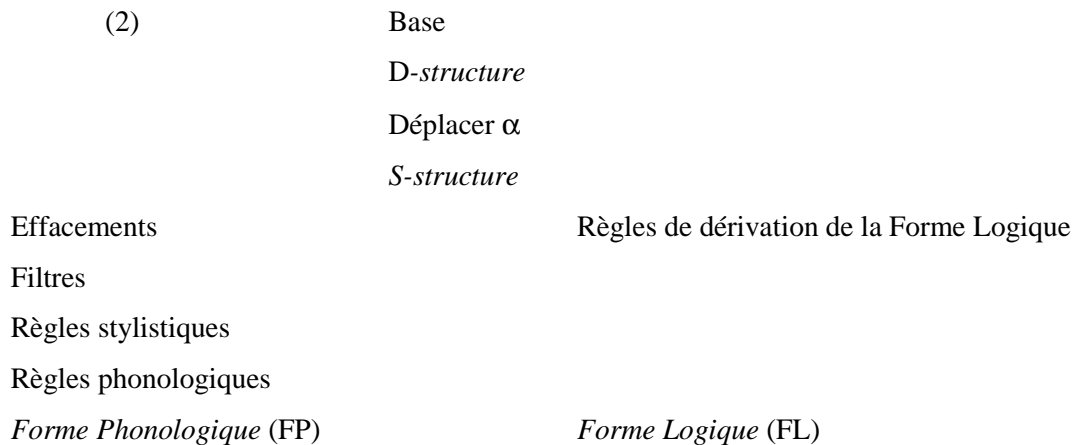 (2) Base
D-structure
Déplacer α
S-structure
Effacements Règles de dérivation de la Forme Logique
Filtres
Règles stylistiques
Règles phonologiques
Forme Phonologique (FP) Forme Logique (FL)